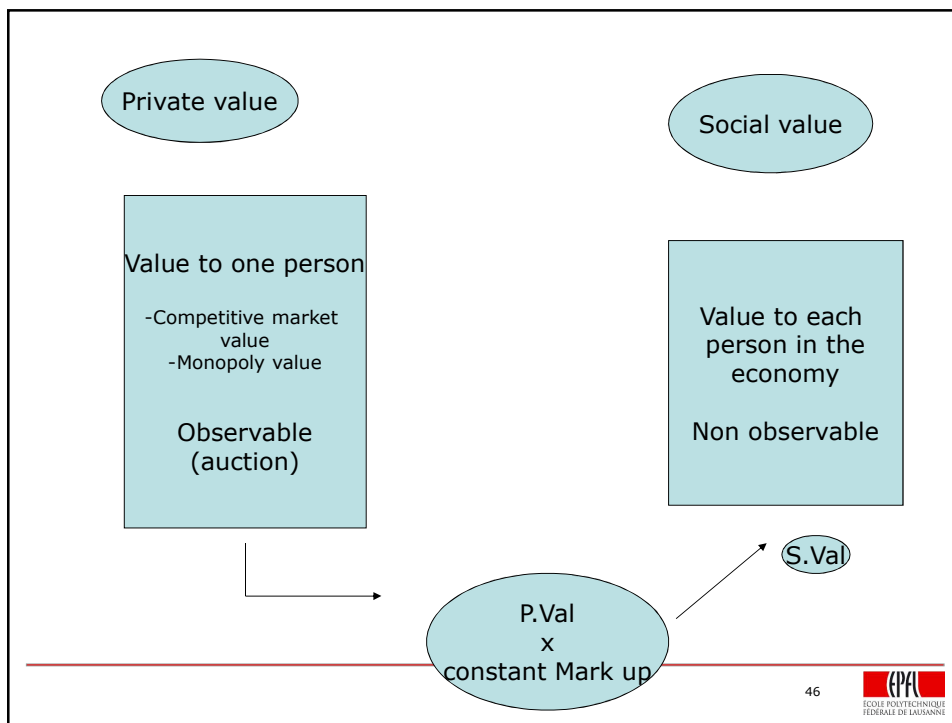 Private value
Social value
Value to one person
-Competitive market
value
-Monopoly value
Observable
(auction)
Value to each
person in the
economy
Non observable
S.Val
P.Val
x
constant Mark up
46
EPFL
ÉCOLE POLYTECHNIQUE
FÉDÉRALE DE LAUSANNE